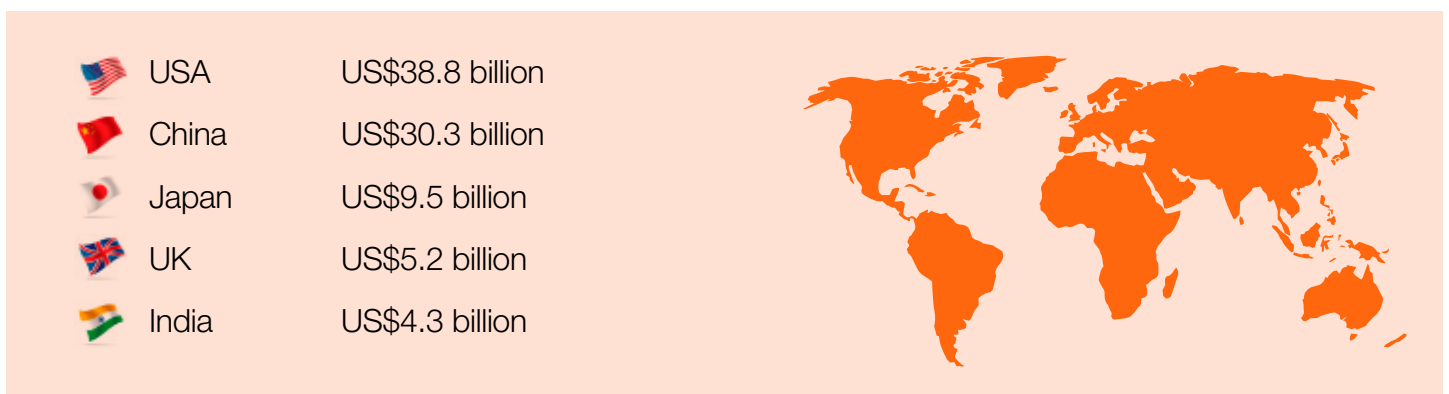 USA US$38.8 billion
China US$30.3 billion
Japan US$9.5 billion
UK US$5.2 billion
India US$4.3 billion